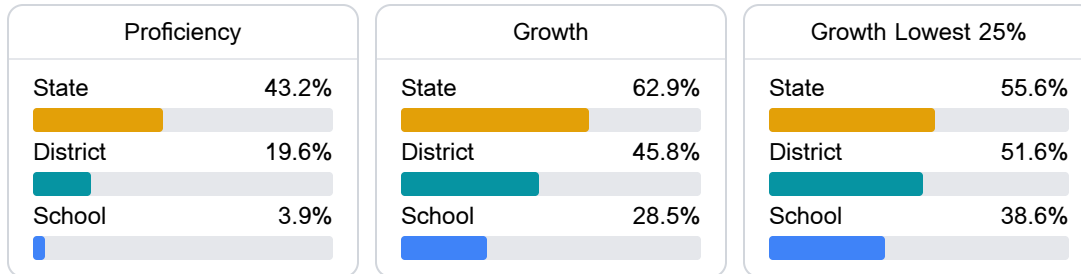 Proficiency
State 43.2%
District 19.6%
School 3.9%
Growth
State 62.9%
District 45.8%
School 28.5%
Growth Lowest 25%
State 55.6%
District 51.6%
School 38.6%